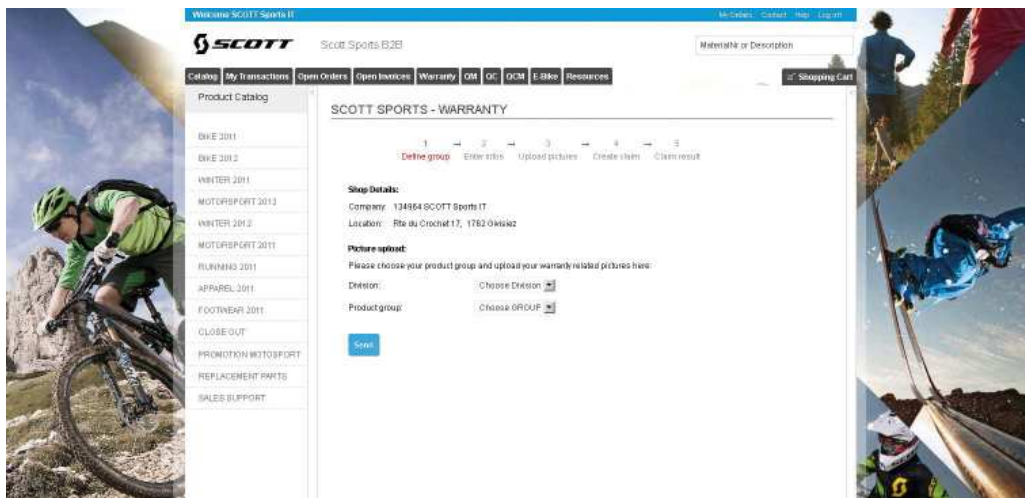 Welcome SCOTT Sports IT
My Details Contact Help Log off
SCOTT
Scott Sports B2B
MaterialNr or Description
Catalog My Transactions Open Orders Open Invoices Warranty QM QC QCM E-Bike Resources
Shopping Cart
Product Catalog
BIKE 2011
BIKE 2012
WINTER 2011
MOTORSPORT 2013
WINTER 2012
MOTORSPORT 2011
RUNNING 2011
APPAREL 2011
FOOTWEAR 2011
CLOSE OUT
PROMOTION MOTOSPORT
REPLACEMENT PARTS
SALES SUPPORT
SCOTT SPORTS - WARRANTY
1 → 2 → 3 → 4 → 5
Define group Enter infos Upload pictures Create claim Claim result
Shop Details:
Company: 134964 SCOTT Sports IT
Location: Rte du Crochet 17, 1762 Givisiez
Picture upload:
Please choose your product group and upload your warranty related pictures here:
Division: Choose Division
Product group: Choose GROUP
Send